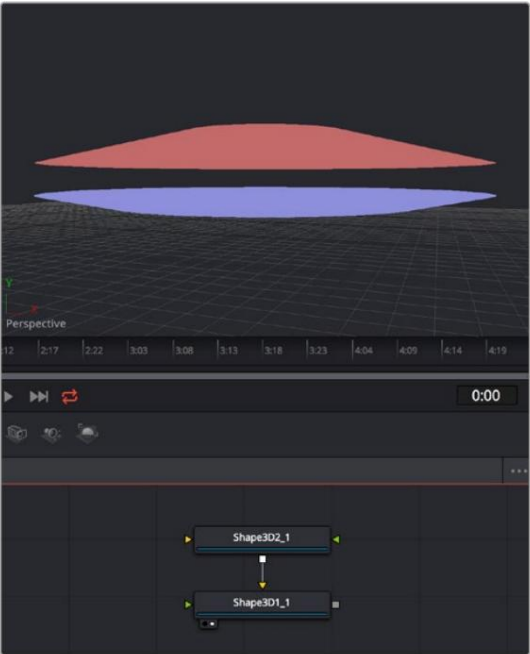 Y
X
Perspective
:12 2:17 2:22 3:03 3:08 3:13 3:18 3:23 4:04 4:09 4:14 4:19
0:00
Shape3D2_1
Shape3D1_1